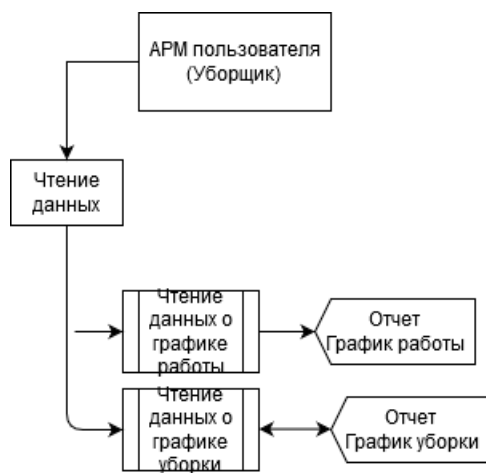 АРМ пользователя
(Уборщик)
Чтение
данных
Чтение
данных о
графике
работы
Отчет
График работы
Чтение
данных о
графике
уборки
Отчет
График уборки